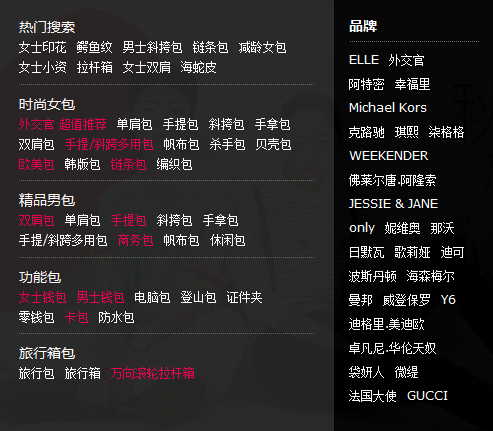 热门搜索
女士印花 鳄鱼纹 男士斜挎包 链条包 减龄女包
女士小资 拉杆箱 女士双肩 海蛇皮
时尚女包
外交官 超值推荐 单肩包 手提包 斜挎包 手拿包
双肩包 手提/斜跨多用包 帆布包 杀手包 贝壳包
欧美包 韩版包 链条包 编织包
精品男包
双肩包 单肩包 手提包 斜挎包 手拿包
手提/斜跨多用包 商务包 帆布包 休闲包
功能包
女士钱包 男士钱包 电脑包 登山包 证件夹
零钱包 卡包 防水包
旅行箱包
旅行包 旅行箱 万向滚轮拉杆箱
品牌
ELLE 外交官
阿特密 幸福里
Michael Kors
克路驰 琪熙 柒格格
WEEKENDER
佛莱尔唐.阿隆索
JESSIE & JANE
only 妮维奥 那沃
日默瓦 歌莉娅 迪可
波斯丹顿 海森梅尔
曼邦 威登保罗 Y6
迪格里.美迪欧
卓凡尼.华伦天奴
袋妍人 微缇
法国大使 GUCCI